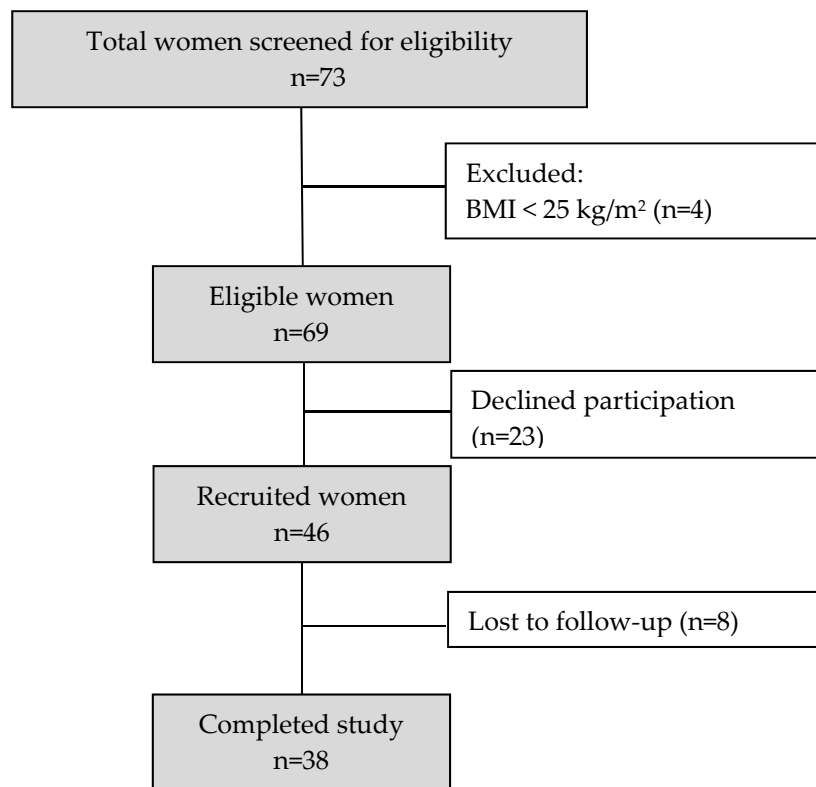 Total women screened for eligibility
n=73
Excluded:
BMI < 25 kg/m² (n=4)
Eligible women
n=69
Declined participation
(n=23)
Recruited women
n=46
Lost to follow-up (n=8)
Completed study
n=38